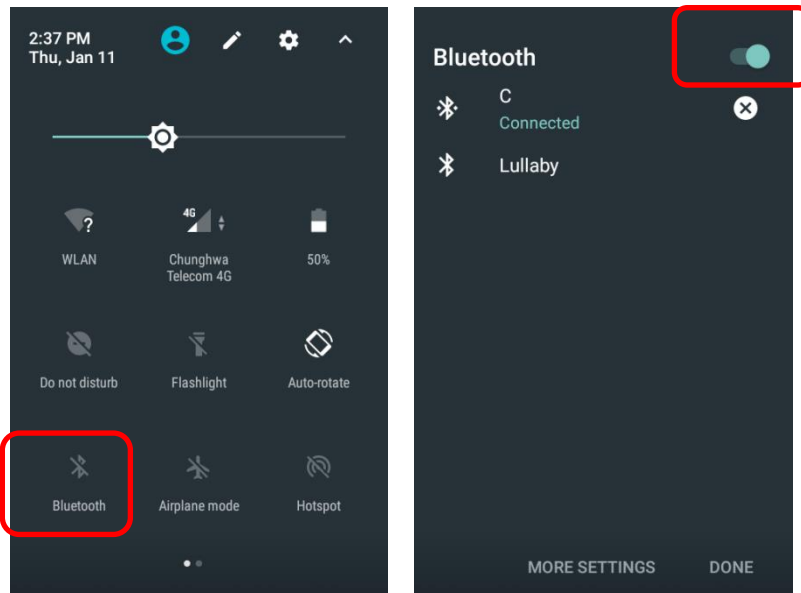 2:37 PM
Thu, Jan 11
?
WLAN
4G
Chunghwa
Telecom 4G
50%
Do not disturb
Flashlight
Auto-rotate
Bluetooth
Airplane mode
Hotspot
Bluetooth
C
Connected
Lullaby
MORE SETTINGS DONE